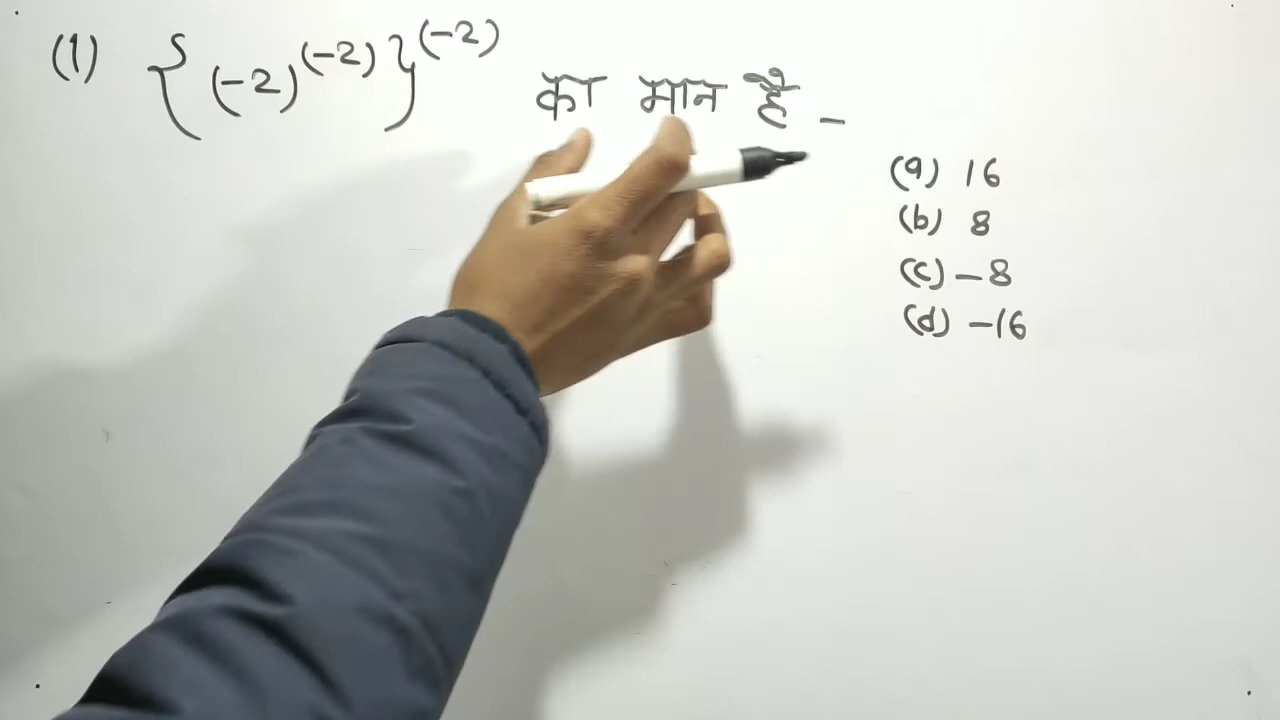 (1) {(-2)^(-2)}^(-2) का मान है -
(a) 16
(b) 8
(c) -8
(d) -16